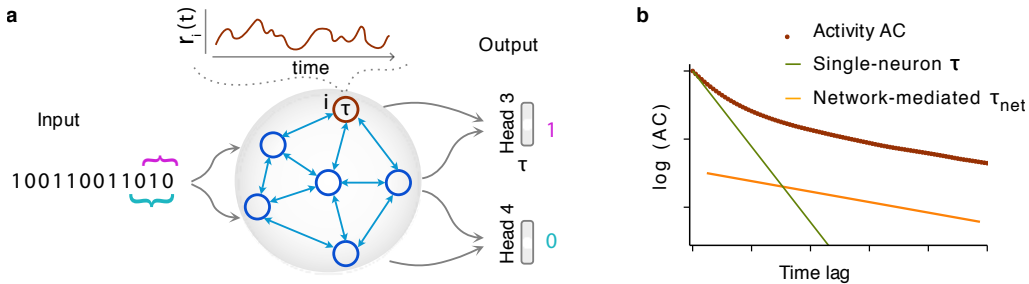 a
r_i(t)
time
Input
100110011010
i
τ
Output
Head 3
1
τ
Head 4
0
b
Activity AC
Single-neuron τ
Network-mediated τ_net
log (AC)
Time lag